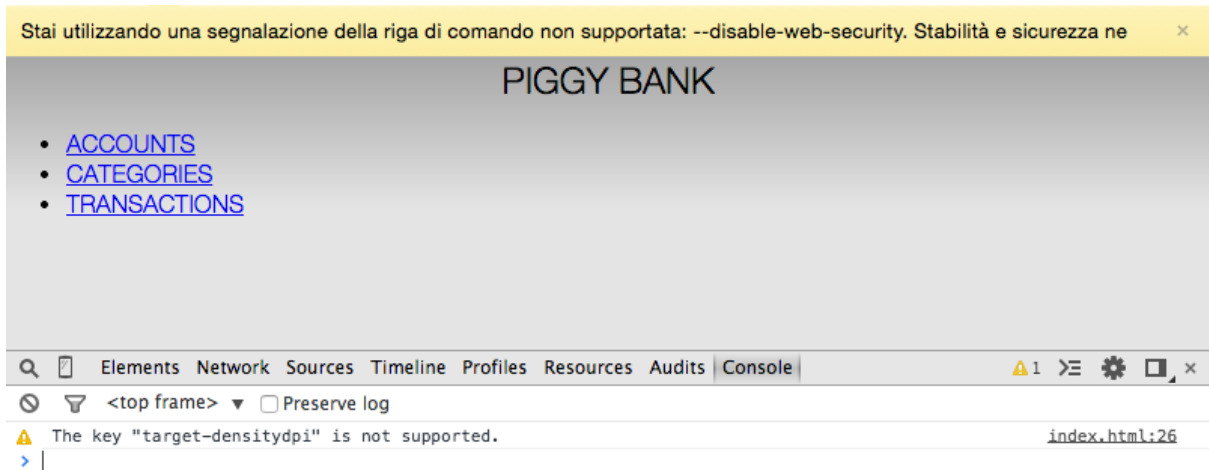 Stai utilizzando una segnalazione della riga di comando non supportata: --disable-web-security. Stabilità e sicurezza ne ×
PIGGY BANK
• ACCOUNTS
• CATEGORIES
• TRANSACTIONS
Elements Network Sources Timeline Profiles Resources Audits Console 1 ×
<top frame> ▼ Preserve log
The key "target-densitydpi" is not supported. index.html:26
>